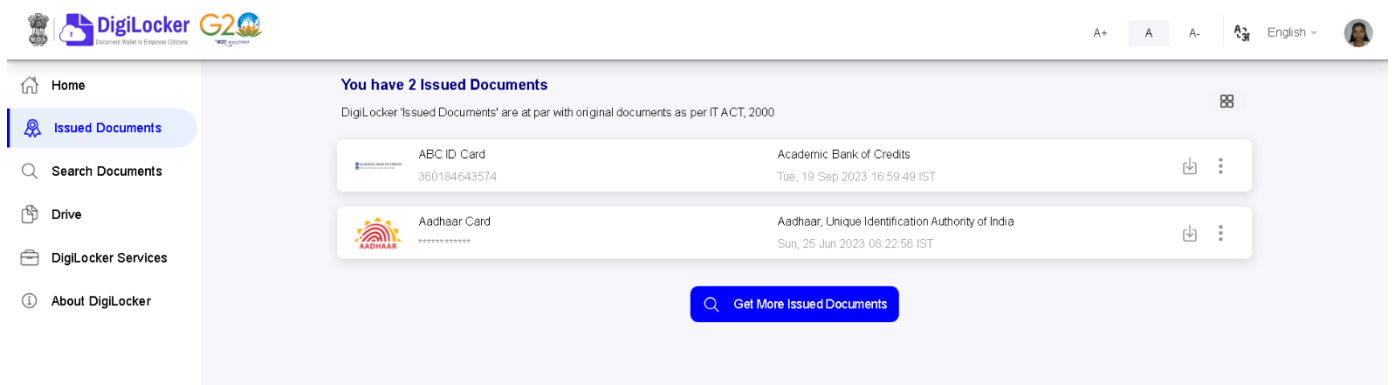 DigiLocker
Document Wallet to Empower Citizens
G20
A+ A A- English
Home
Issued Documents
Search Documents
Drive
DigiLocker Services
About DigiLocker
You have 2 Issued Documents
DigiLocker 'Issued Documents' are at par with original documents as per IT ACT, 2000
ABC ID Card Academic Bank of Credits
360184643574 Tue, 19 Sep 2023 16:59:49 IST
Aadhaar Card Aadhaar, Unique Identification Authority of India
************ Sun, 25 Jun 2023 08:22:56 IST
AADHAAR
Get More Issued Documents